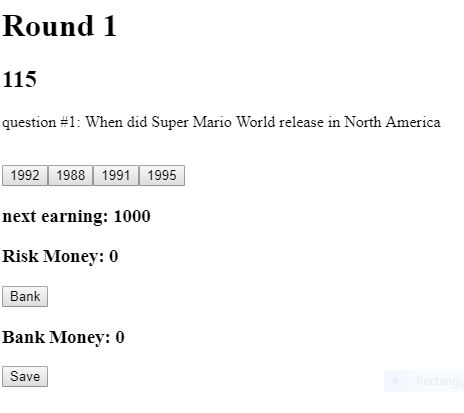 Round 1
115
question #1: When did Super Mario World release in North America
1992 1988 1991 1995
next earning: 1000
Risk Money: 0
Bank
Bank Money: 0
Save